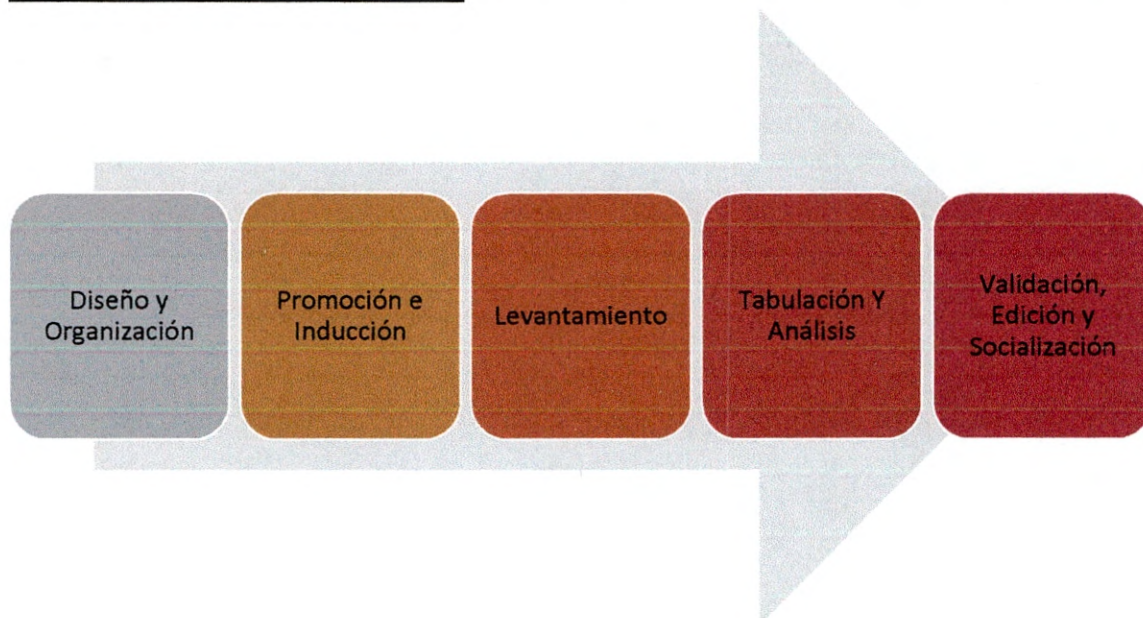 Diseño y
Organización
Promoción e
Inducción
Levantamiento
Tabulación Y
Análisis
Validación,
Edición y
Socialización